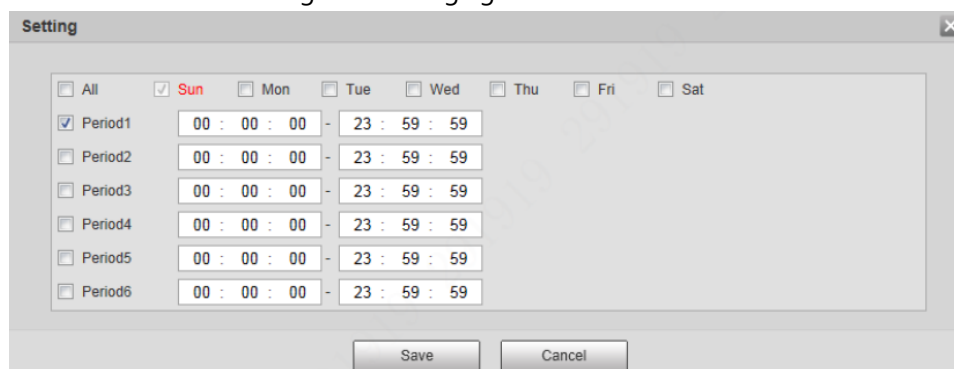 Setting
All Sun Mon Tue Wed Thu Fri Sat
Period1 00 : 00 : 00 - 23 : 59 : 59
Period2 00 : 00 : 00 - 23 : 59 : 59
Period3 00 : 00 : 00 - 23 : 59 : 59
Period4 00 : 00 : 00 - 23 : 59 : 59
Period5 00 : 00 : 00 - 23 : 59 : 59
Period6 00 : 00 : 00 - 23 : 59 : 59
Save Cancel